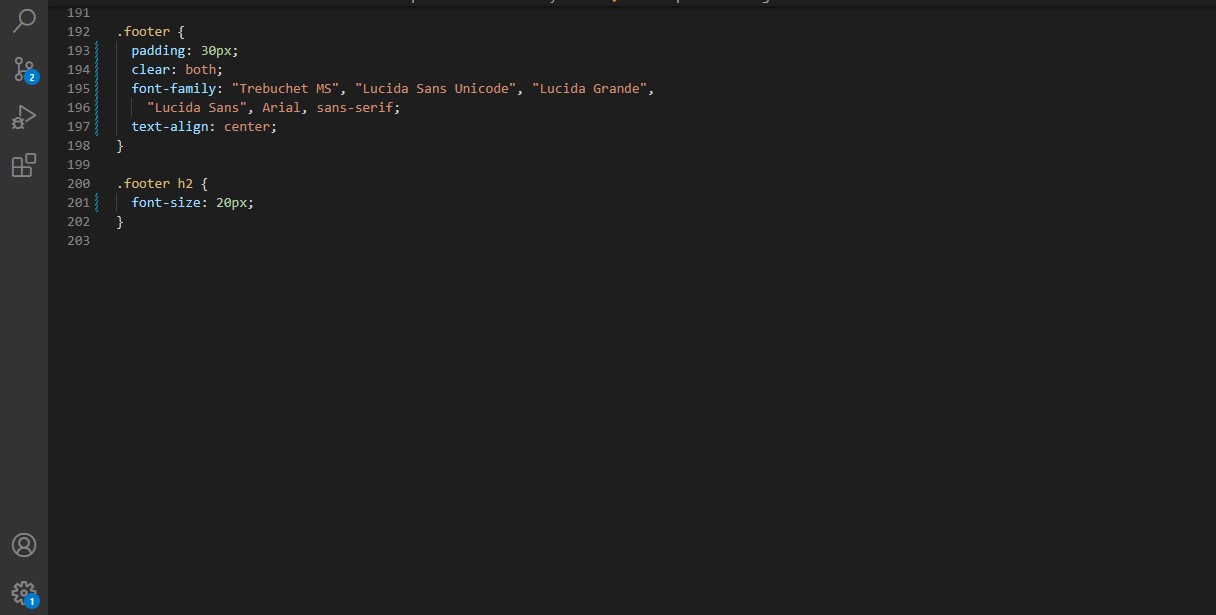 191
192 .footer {
193 padding: 30px;
194 clear: both;
195 font-family: "Trebuchet MS", "Lucida Sans Unicode", "Lucida Grande",
196 "Lucida Sans", Arial, sans-serif;
197 text-align: center;
198 }
199
200 .footer h2 {
201 font-size: 20px;
202 }
203
2
1